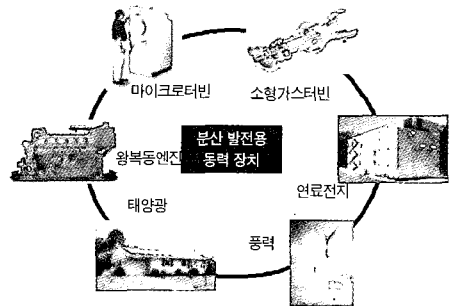 마이크로터빈
소형가스터빈
분산 발전용
동력 장치
왕복동엔진
연료전지
태양광
풍력